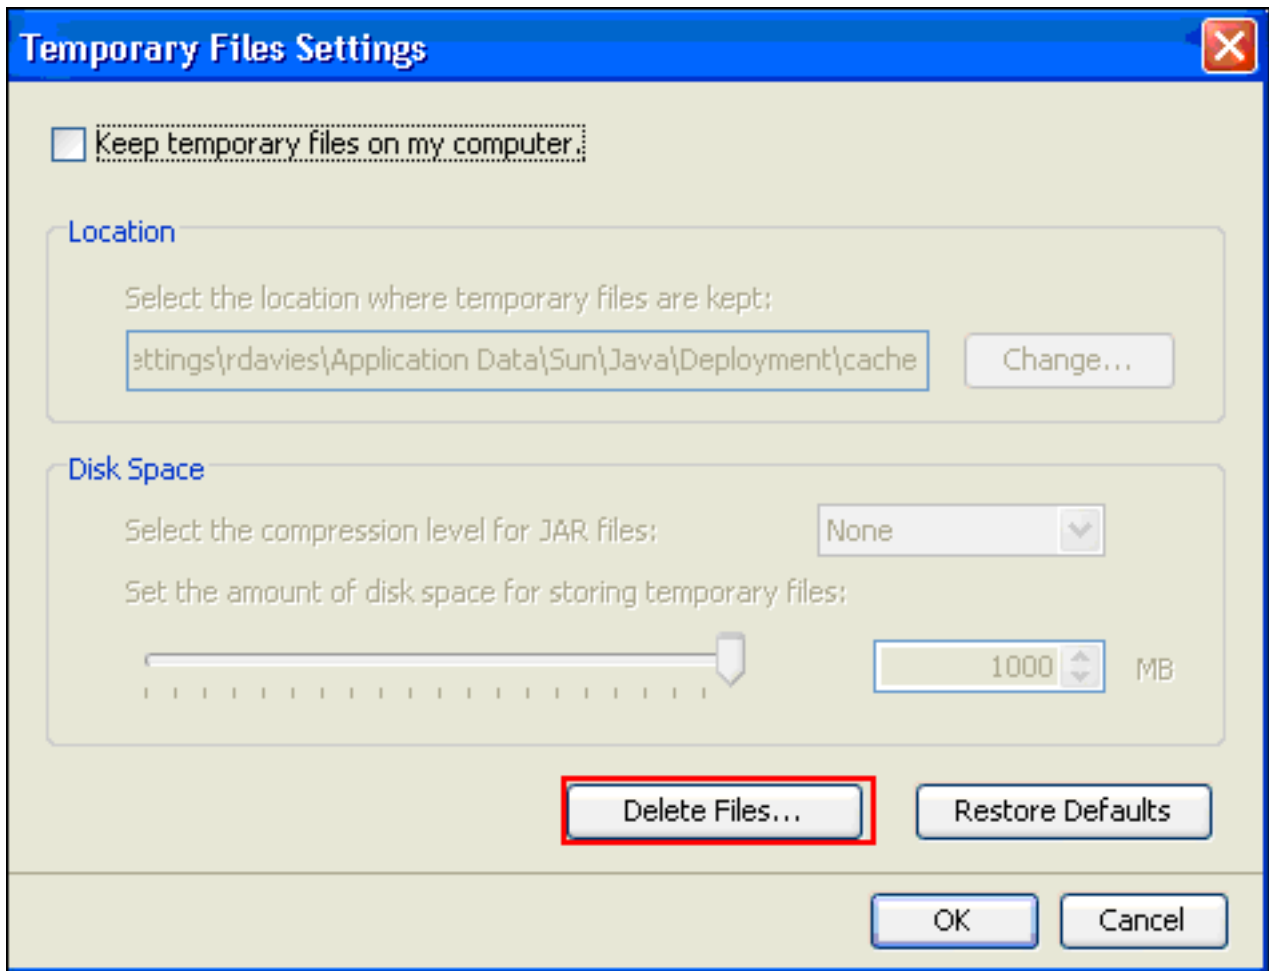 Temporary Files Settings
Keep temporary files on my computer.
Location
Select the location where temporary files are kept:
ettings\rdavies\Application Data\Sun\Java\Deployment\cache
Change...
Disk Space
Select the compression level for JAR files:
None
Set the amount of disk space for storing temporary files:
1000
MB
Delete Files...
Restore Defaults
OK
Cancel